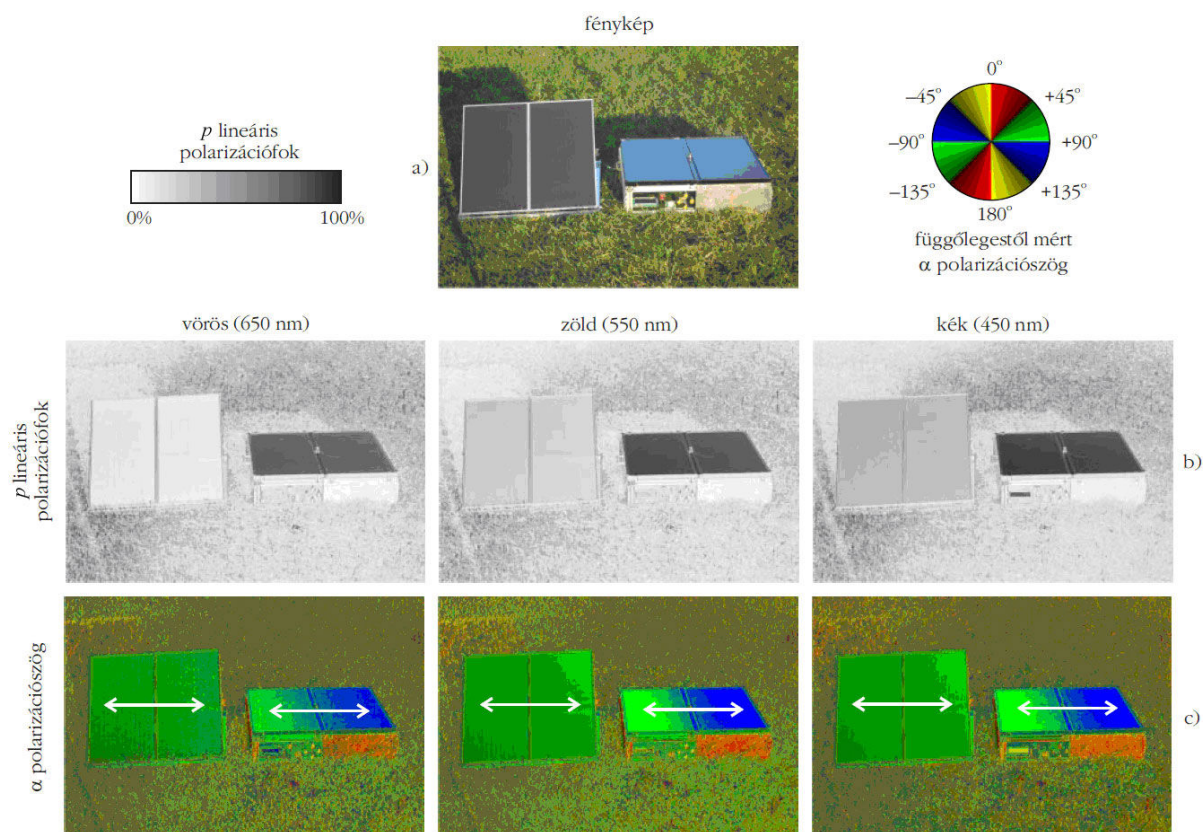 fénykép
p lineáris
polarizációfok
0%
100%
a)
0°
+45°
+90°
+135°
180°
–135°
–90°
–45°
függőlegestől mért
α polarizációszög
vörös (650 nm)
zöld (550 nm)
kék (450 nm)
p lineáris
polarizációfok
b)
α polarizációszög
c)